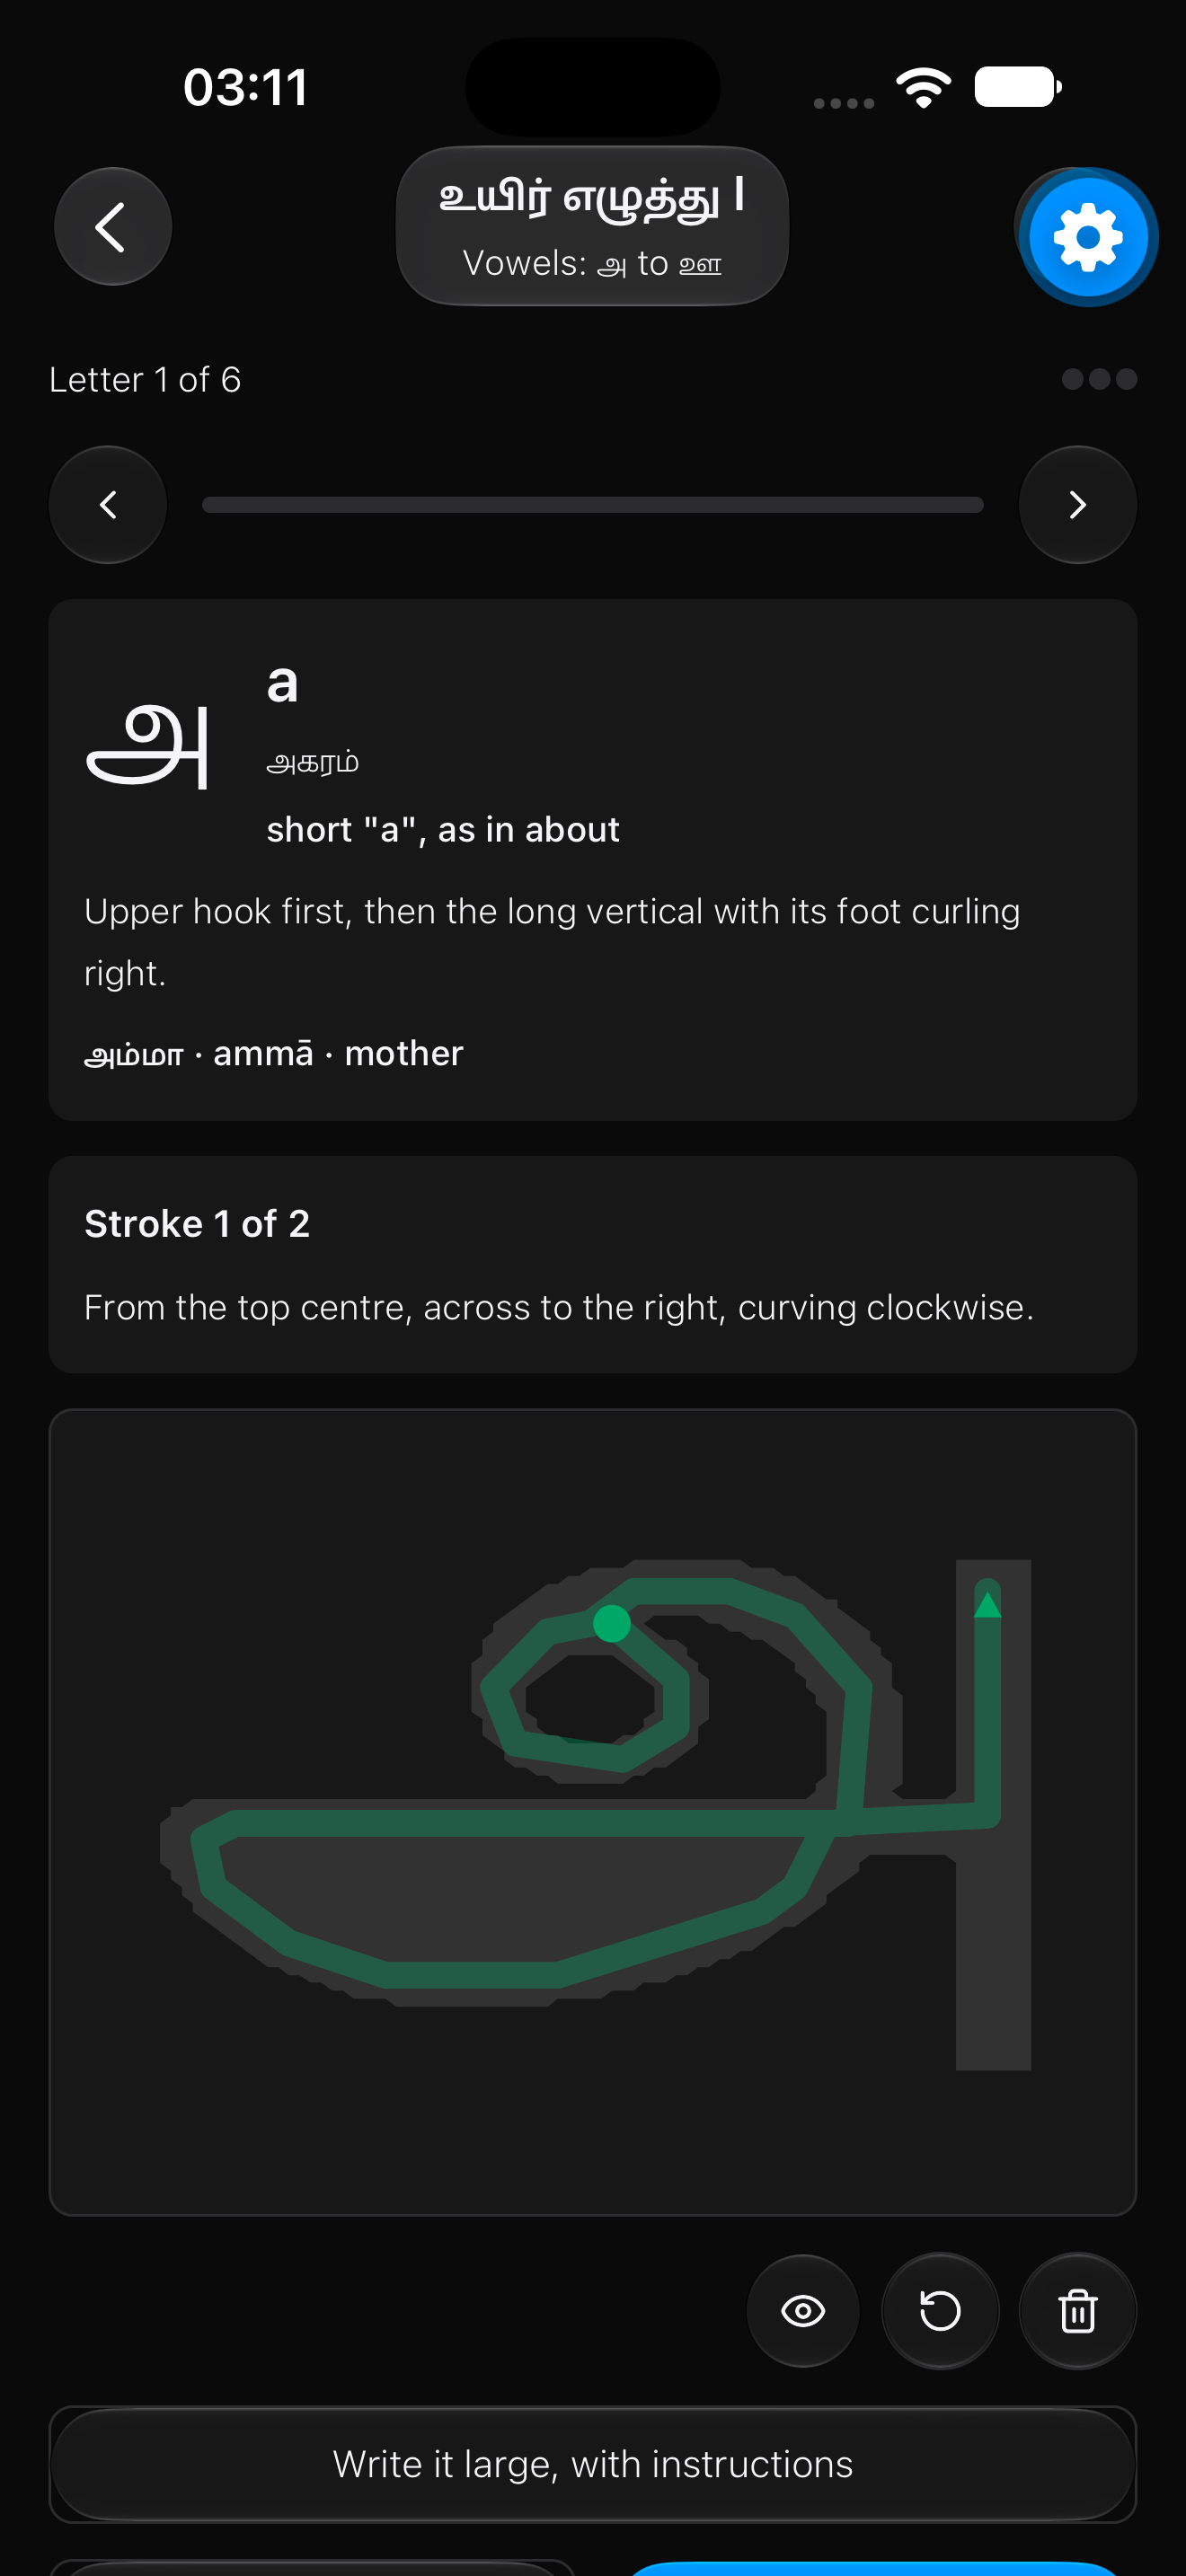 03:11
உயிர் எழுத்து I
Vowels: அ to ஊ
Letter 1 of 6
அ
a
அகரம்
short "a", as in about
Upper hook first, then the long vertical with its foot curling
right.
அம்மா · ammā · mother
Stroke 1 of 2
From the top centre, across to the right, curving clockwise.
அ
Write it large, with instructions